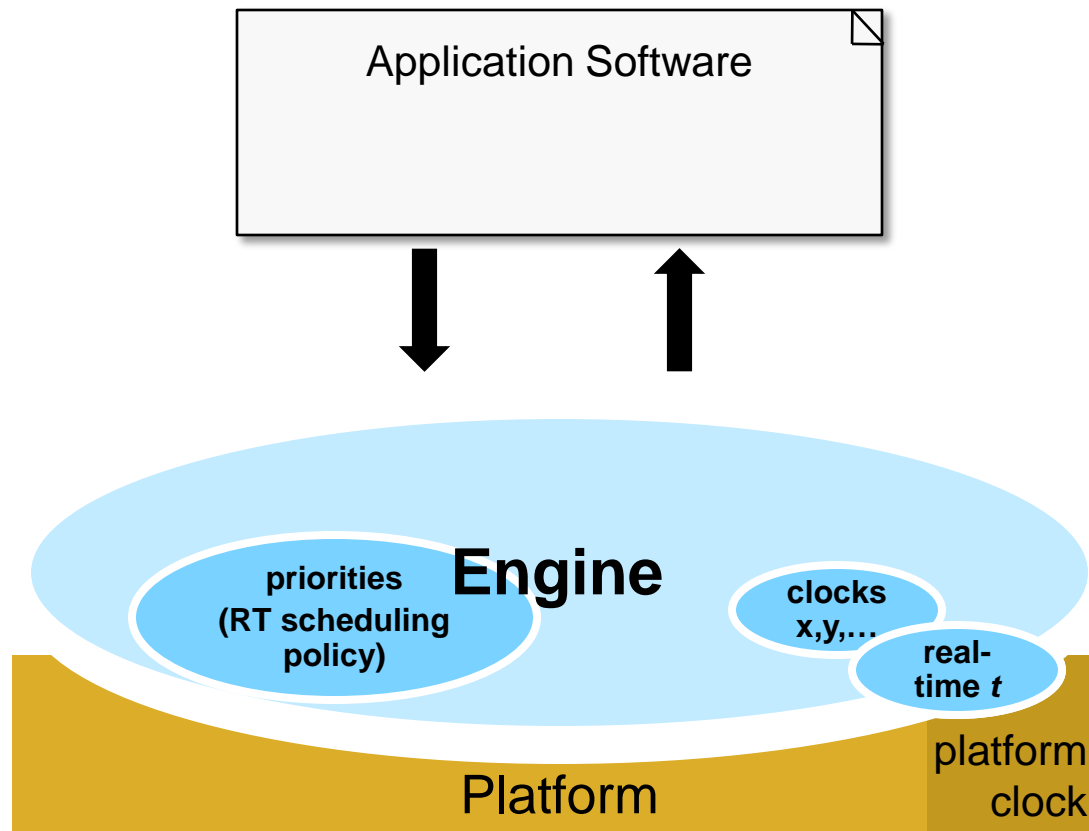 Application Software
Engine
priorities
(RT scheduling
policy)
clocks
x,y,…
real-
time t
platform
clock
Platform